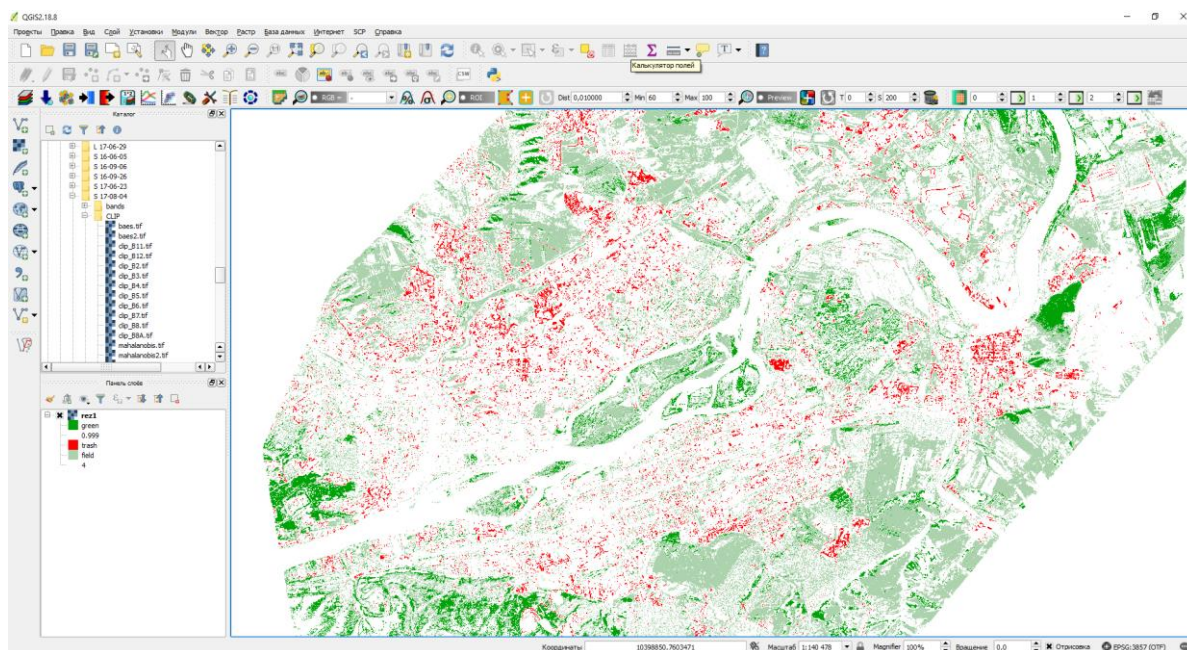 QGIS2.18.8
Проекты Правка Вид Слой Установки Модули Вектор Растр База данных Интернет SCP Справка
Калькулятор полей
RGB = -
ROI
Dist 0,010000 Min 60 Max 100
Preview
T 0 S 200
0 1 2
Каталог
L 17-06-29
S 16-06-05
S 16-09-06
S 16-09-26
S 17-06-23
S 17-08-04
bands
CLIP
baes.tif
baes2.tif
clip_B11.tif
clip_B12.tif
clip_B2.tif
clip_B3.tif
clip_B4.tif
clip_B5.tif
clip_B6.tif
clip_B7.tif
clip_B8.tif
clip_B8A.tif
mahalanobis.tif
mahalanobis2.tif
Панель слоёв
rez1
green
0.999
trash
field
4
Координаты 10398850,7603471 Масштаб 1:140 478 Magnifier 100% Вращение 0,0 Отрисовка EPSG:3857 (OTF)